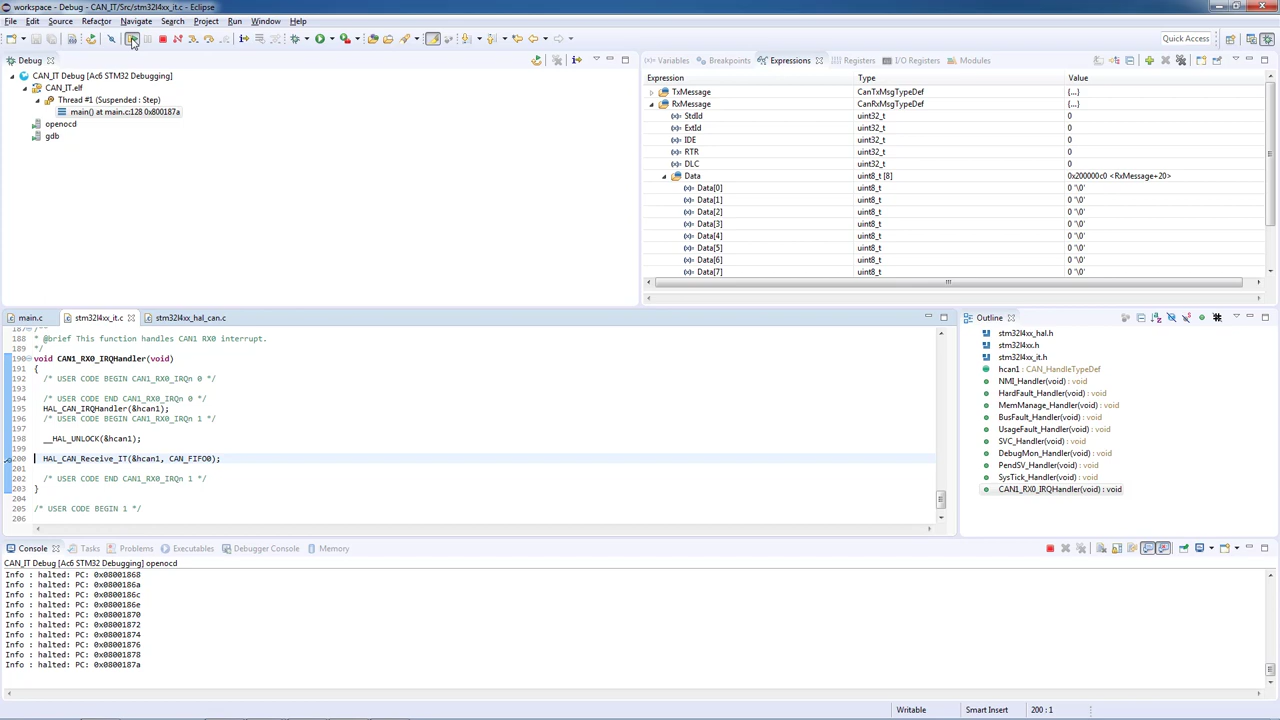 workspace - Debug - CAN_IT/Src/stm32l4xx_it.c - Eclipse
File Edit Source Refactor Navigate Search Project Run Window Help
Quick Access
Debug
CAN_IT Debug [Ac6 STM32 Debugging]
CAN_IT.elf
Thread #1 (Suspended : Step)
main() at main.c:128 0x800187a
openocd
gdb
Variables Breakpoints Expressions Registers I/O Registers Modules
Expression Type Value
TxMessage CanTxMsgTypeDef {...}
RxMessage CanRxMsgTypeDef {...}
StdId uint32_t 0
ExtId uint32_t 0
IDE uint32_t 0
RTR uint32_t 0
DLC uint32_t 0
Data uint8_t [8] 0x200000c0 <RxMessage+20>
Data[0] uint8_t 0 '\0'
Data[1] uint8_t 0 '\0'
Data[2] uint8_t 0 '\0'
Data[3] uint8_t 0 '\0'
Data[4] uint8_t 0 '\0'
Data[5] uint8_t 0 '\0'
Data[6] uint8_t 0 '\0'
Data[7] uint8_t 0 '\0'
main.c stm32l4xx_it.c stm32l4xx_hal_can.c
187 /**
188 * @brief This function handles CAN1 RX0 interrupt.
189 */
190 void CAN1_RX0_IRQHandler(void)
191 {
192 /* USER CODE BEGIN CAN1_RX0_IRQn 0 */
193
194 /* USER CODE END CAN1_RX0_IRQn 0 */
195 HAL_CAN_IRQHandler(&hcan1);
196 /* USER CODE BEGIN CAN1_RX0_IRQn 1 */
197
198 __HAL_UNLOCK(&hcan1);
199
200 HAL_CAN_Receive_IT(&hcan1, CAN_FIFO0);
201
202 /* USER CODE END CAN1_RX0_IRQn 1 */
203 }
204
205 /* USER CODE BEGIN 1 */
206
Outline
stm32l4xx_hal.h
stm32l4xx.h
stm32l4xx_it.h
hcan1 : CAN_HandleTypeDef
NMI_Handler(void) : void
HardFault_Handler(void) : void
MemManage_Handler(void) : void
BusFault_Handler(void) : void
UsageFault_Handler(void) : void
SVC_Handler(void) : void
DebugMon_Handler(void) : void
PendSV_Handler(void) : void
SysTick_Handler(void) : void
CAN1_RX0_IRQHandler(void) : void
Console Tasks Problems Executables Debugger Console Memory
CAN_IT Debug [Ac6 STM32 Debugging] openocd
Info : halted: PC: 0x08001868
Info : halted: PC: 0x0800186a
Info : halted: PC: 0x0800186c
Info : halted: PC: 0x0800186e
Info : halted: PC: 0x08001870
Info : halted: PC: 0x08001872
Info : halted: PC: 0x08001874
Info : halted: PC: 0x08001876
Info : halted: PC: 0x08001878
Info : halted: PC: 0x0800187a
Writable Smart Insert 200 : 1